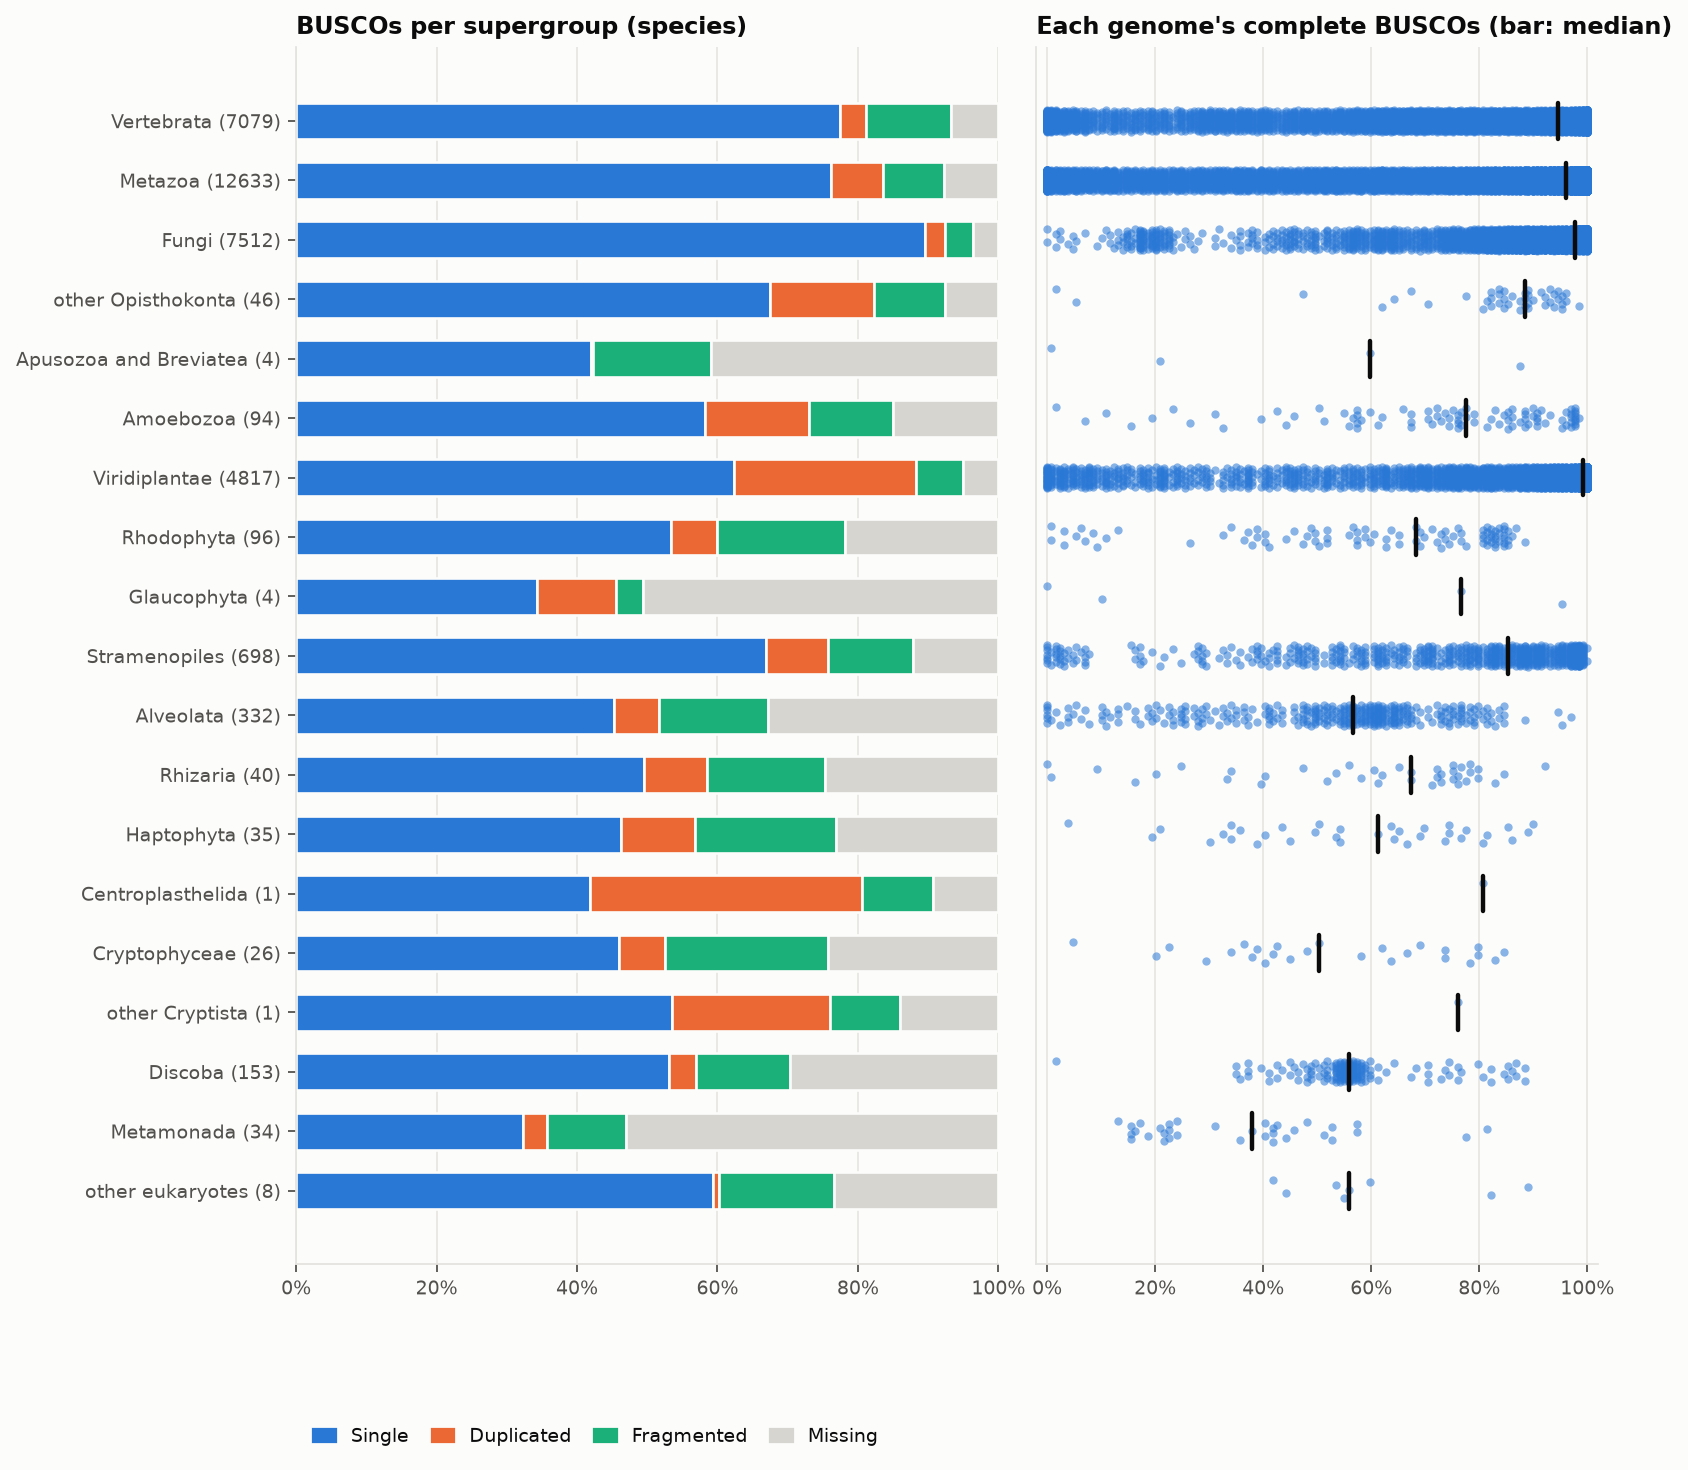 BUSCOs per supergroup (species)
Each genome's complete BUSCOs (bar: median)
Vertebrata (7079)
Metazoa (12633)
Fungi (7512)
other Opisthokonta (46)
Apusozoa and Breviatea (4)
Amoebozoa (94)
Viridiplantae (4817)
Rhodophyta (96)
Glaucophyta (4)
Stramenopiles (698)
Alveolata (332)
Rhizaria (40)
Haptophyta (35)
Centroplasthelida (1)
Cryptophyceae (26)
other Cryptista (1)
Discoba (153)
Metamonada (34)
other eukaryotes (8)
0% 20% 40% 60% 80% 100%
0% 20% 40% 60% 80% 100%
Single Duplicated Fragmented Missing